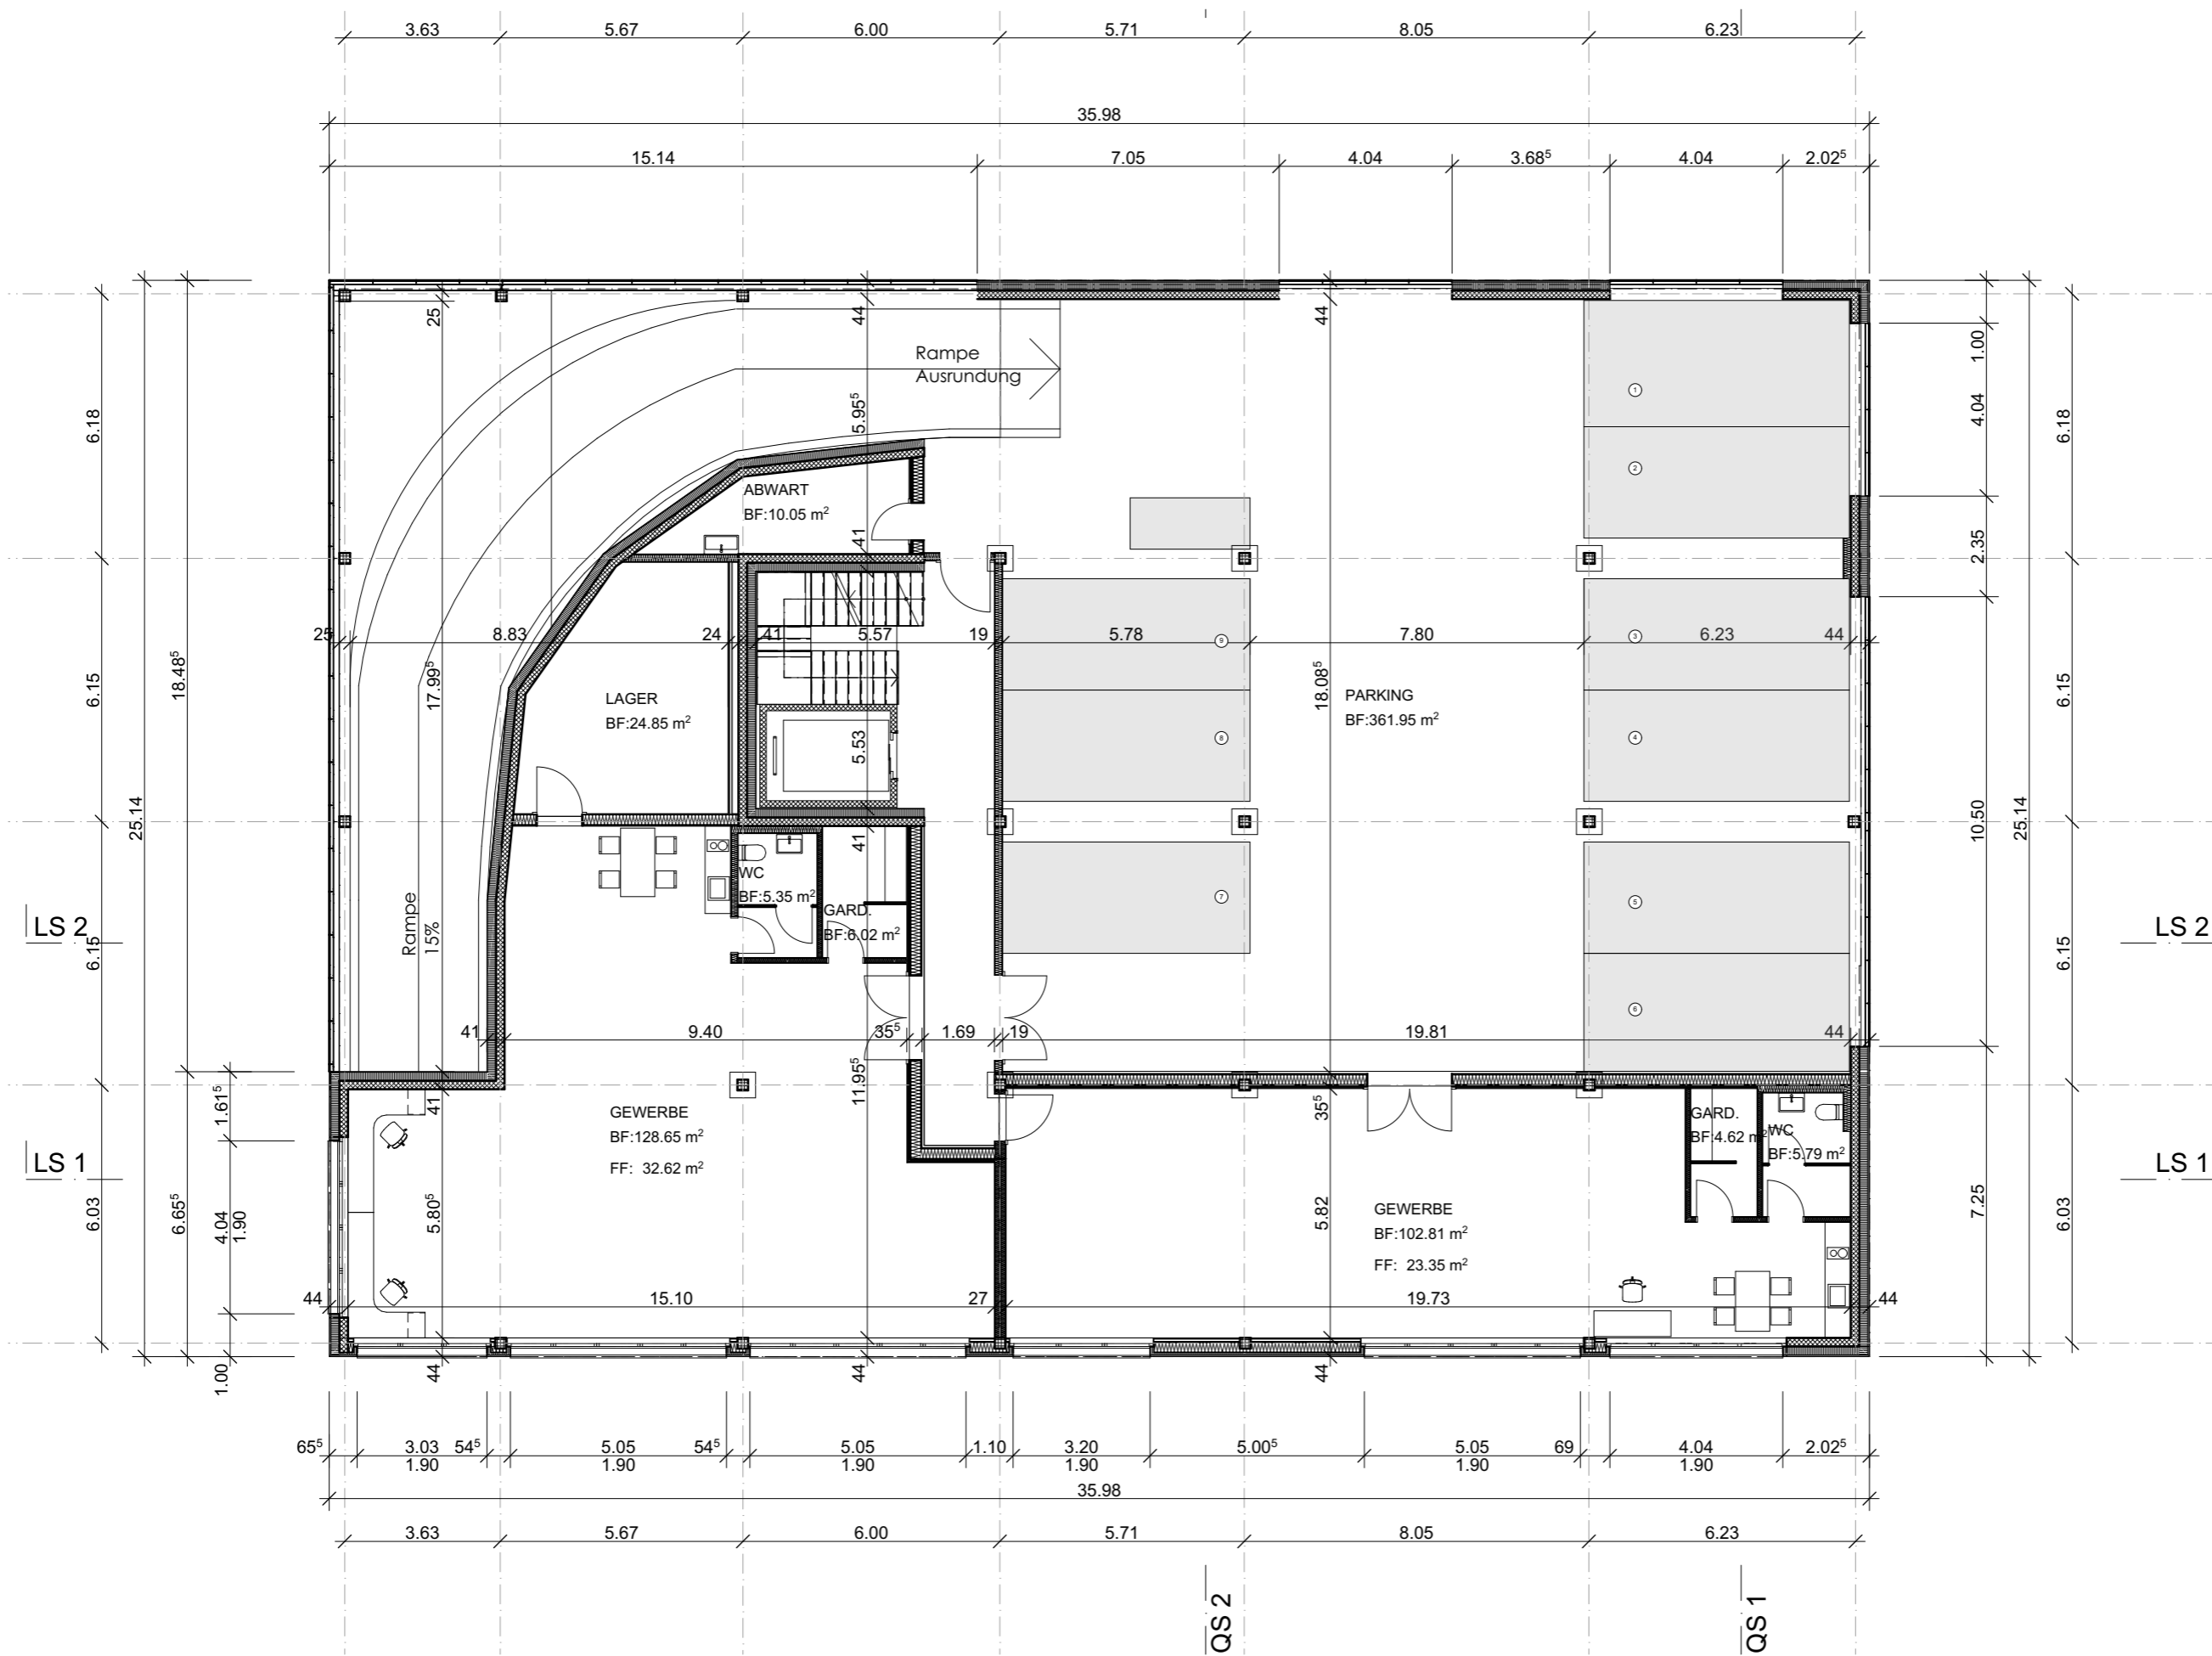 3.63 5.67 6.00 5.71 8.05 6.23
35.98
15.14 7.05 4.04 3.68⁵ 4.04 2.02⁵
25 44 44
Rampe
Ausrundung
1.00
4.04
2.35
10.50
7.25
25.14
6.18
6.15
6.15
6.03
6.18
6.15
6.15
6.03
18.48⁵
25.14
6.65⁵
1.61⁵
4.04
1.90
1.00
1
2
3
4
5
6
7
8
9
5.95⁵
ABWART
BF:10.05 m²
41
25 8.83 24 41 5.57 19 5.78 7.80 6.23 44
17.99⁵
18.08⁵
LAGER
BF:24.85 m²
PARKING
BF:361.95 m²
5.53
41
WC
BF:5.35 m²
GARD.
BF:6.02 m²
Rampe
15%
LS 2
LS 2
41 9.40 35⁵ 1.69 19 19.81 44
11.95⁵
41
35⁵
GEWERBE
BF:128.65 m²
FF: 32.62 m²
GARD.
BF:4.62 m²
WC
BF:5.79 m²
LS 1
LS 1
5.80⁵
5.82
GEWERBE
BF:102.81 m²
FF: 23.35 m²
44 15.10 27 19.73 44
44 44 44
65⁵ 3.03 54⁵ 5.05 54⁵ 5.05 1.10 3.20 5.00⁵ 5.05 69 4.04 2.02⁵
1.90 1.90 1.90 1.90 1.90 1.90
35.98
3.63 5.67 6.00 5.71 8.05 6.23
QS 2
QS 1